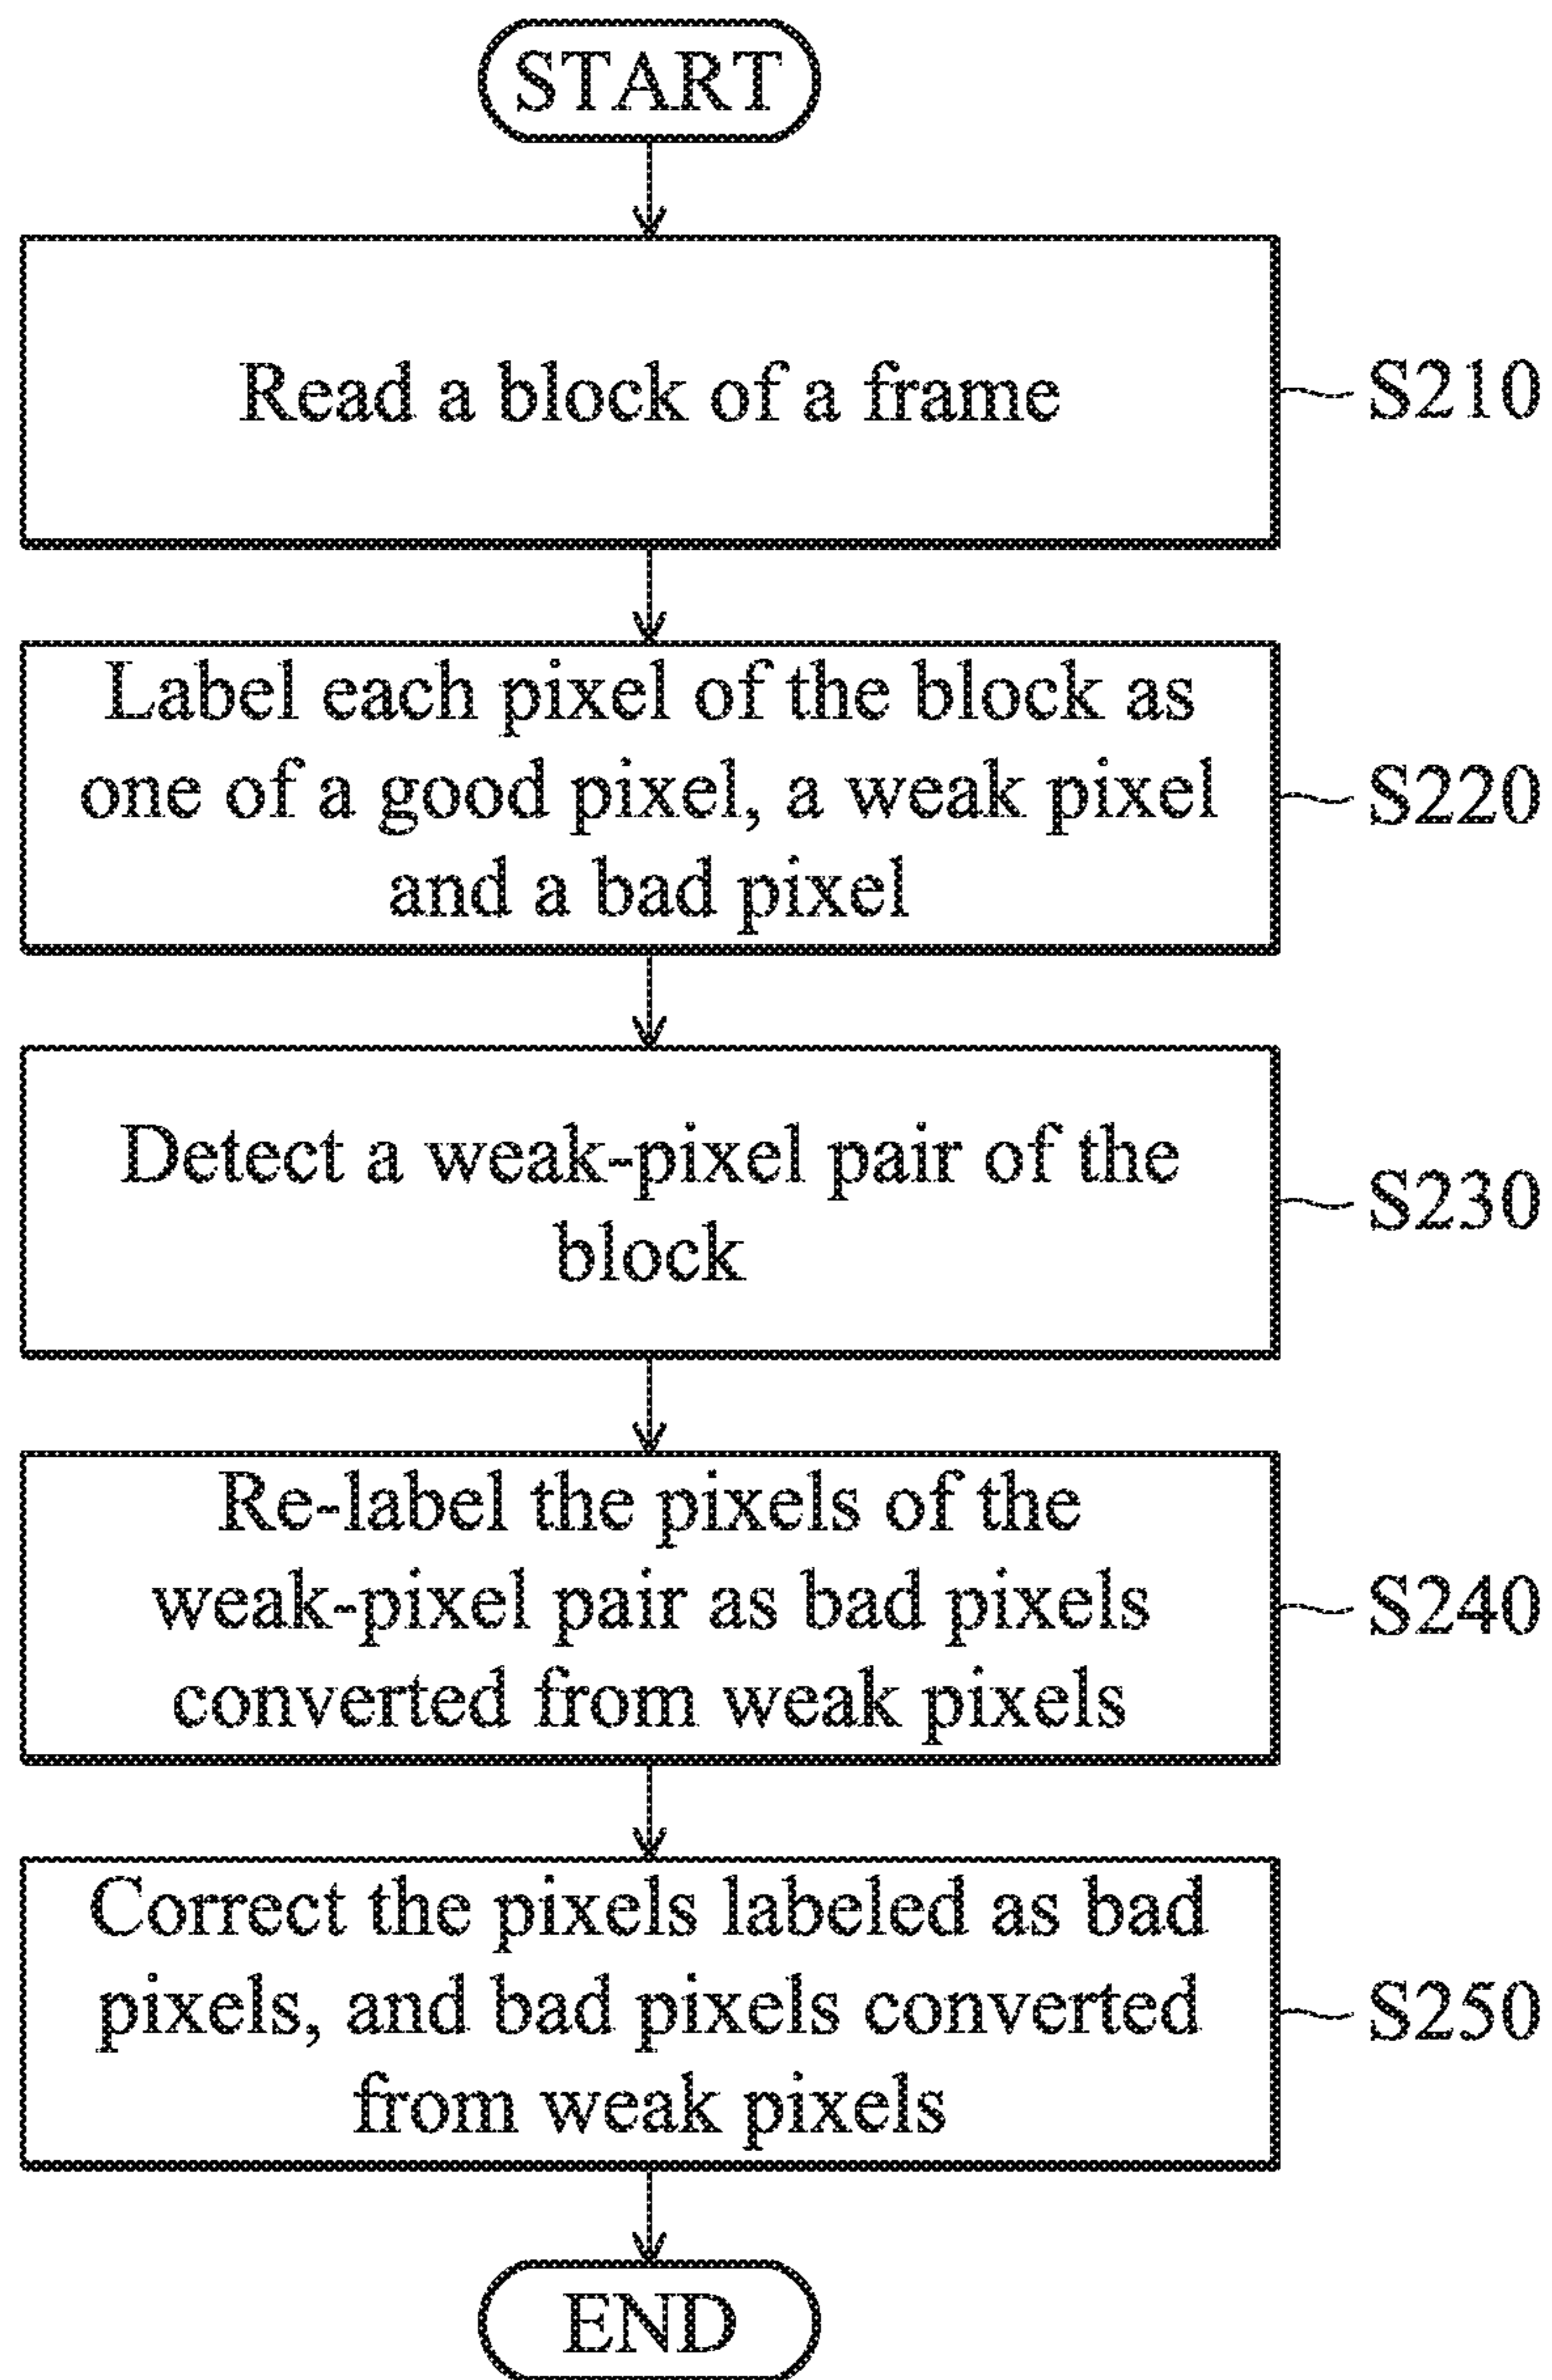 START
Read a block of a frame
S210
Label each pixel of the block as
one of a good pixel, a weak pixel
and a bad pixel
S220
Detect a weak-pixel pair of the
block
S230
Re-label the pixels of the
weak-pixel pair as bad pixels
converted from weak pixels
S240
Correct the pixels labeled as bad
pixels, and bad pixels converted
from weak pixels
S250
END